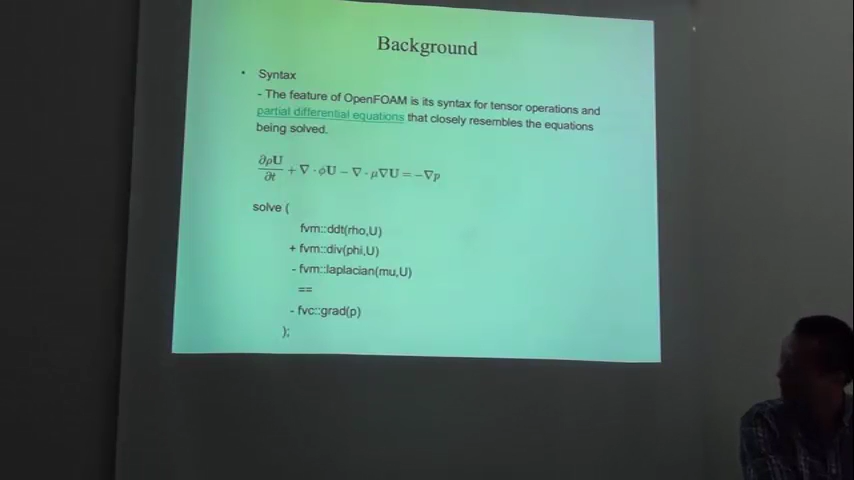 Background
• Syntax
- The feature of OpenFOAM is its syntax for tensor operations and
partial differential equations that closely resembles the equations
being solved.
∂ρU/∂t + ∇ · ϕU − ∇ · μ∇U = −∇p
solve (
fvm::ddt(rho,U)
+ fvm::div(phi,U)
- fvm::laplacian(mu,U)
==
- fvc::grad(p)
);